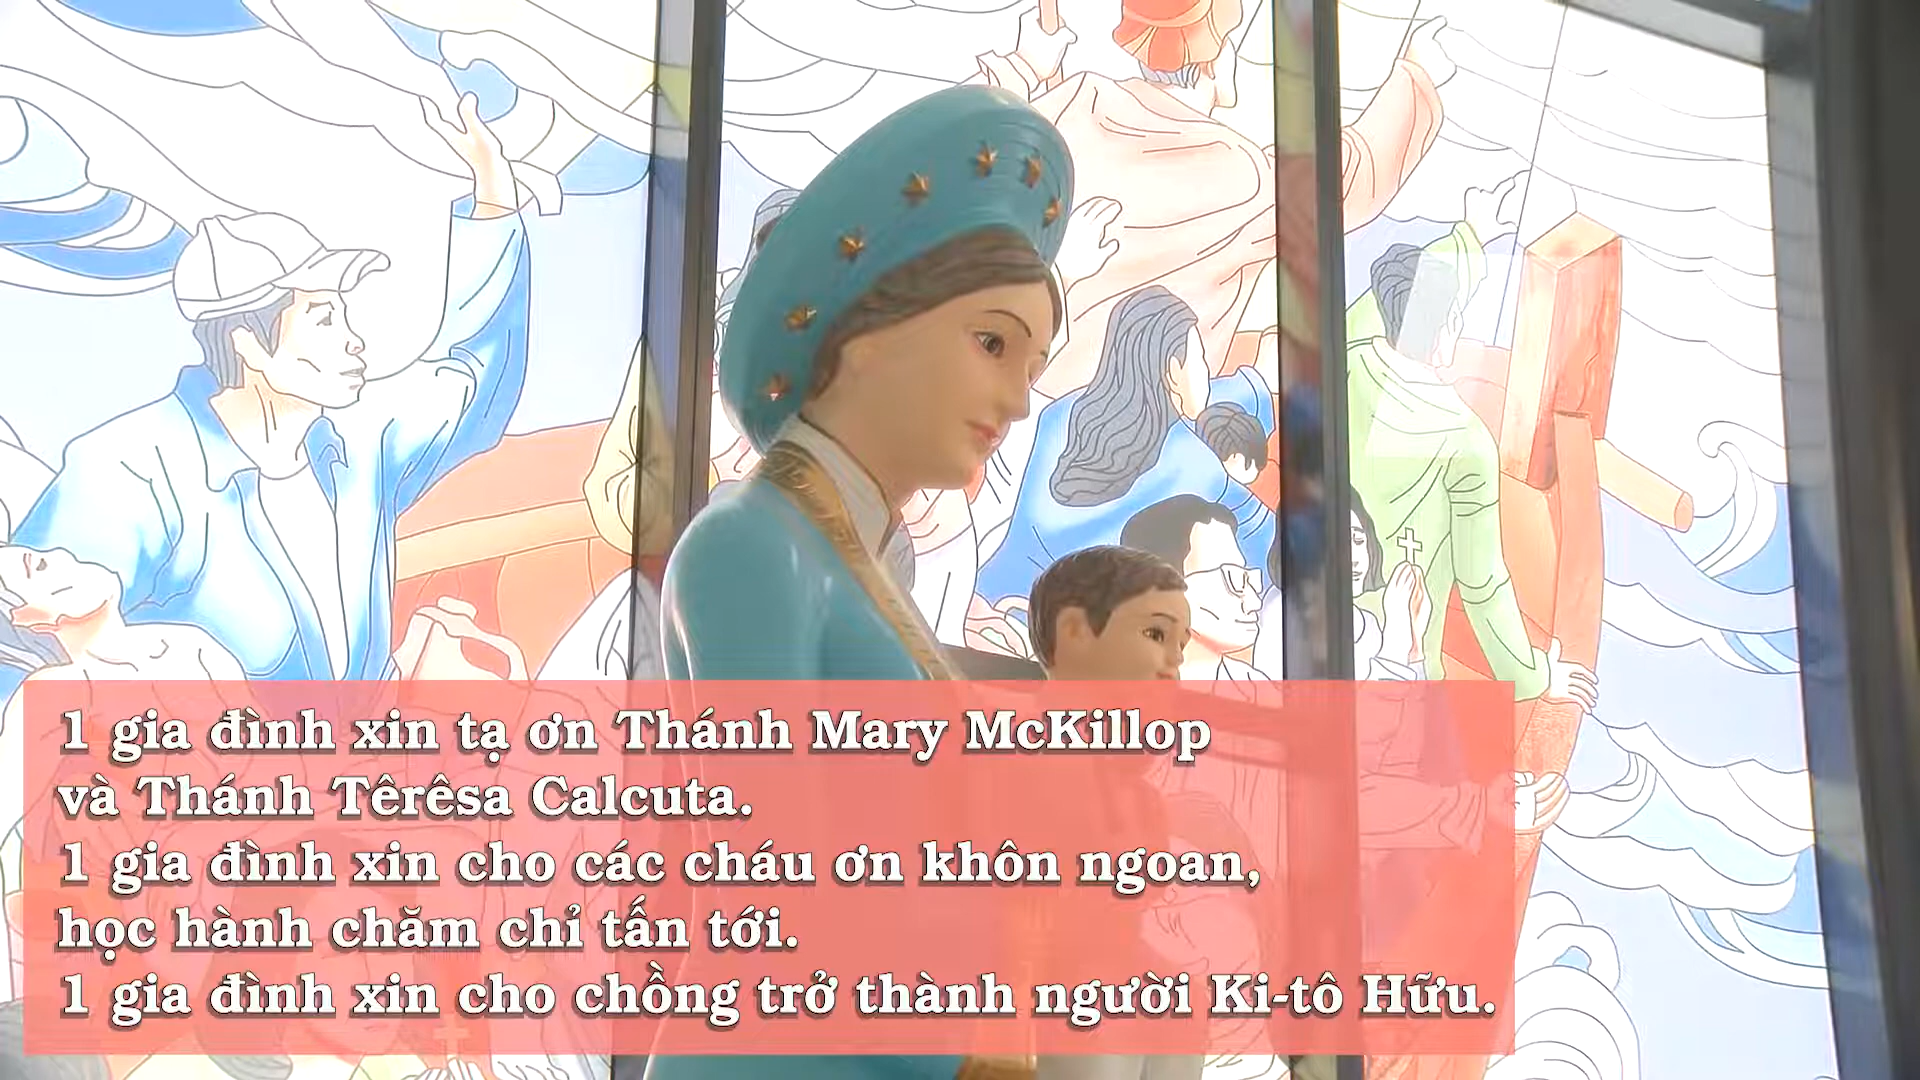 1 gia đình xin tạ ơn Thánh Mary McKillop
và Thánh Têrêsa Calcuta.
1 gia đình xin cho các cháu ơn khôn ngoan,
học hành chăm chỉ tấn tới.
1 gia đình xin cho chồng trở thành người Ki-tô Hữu.